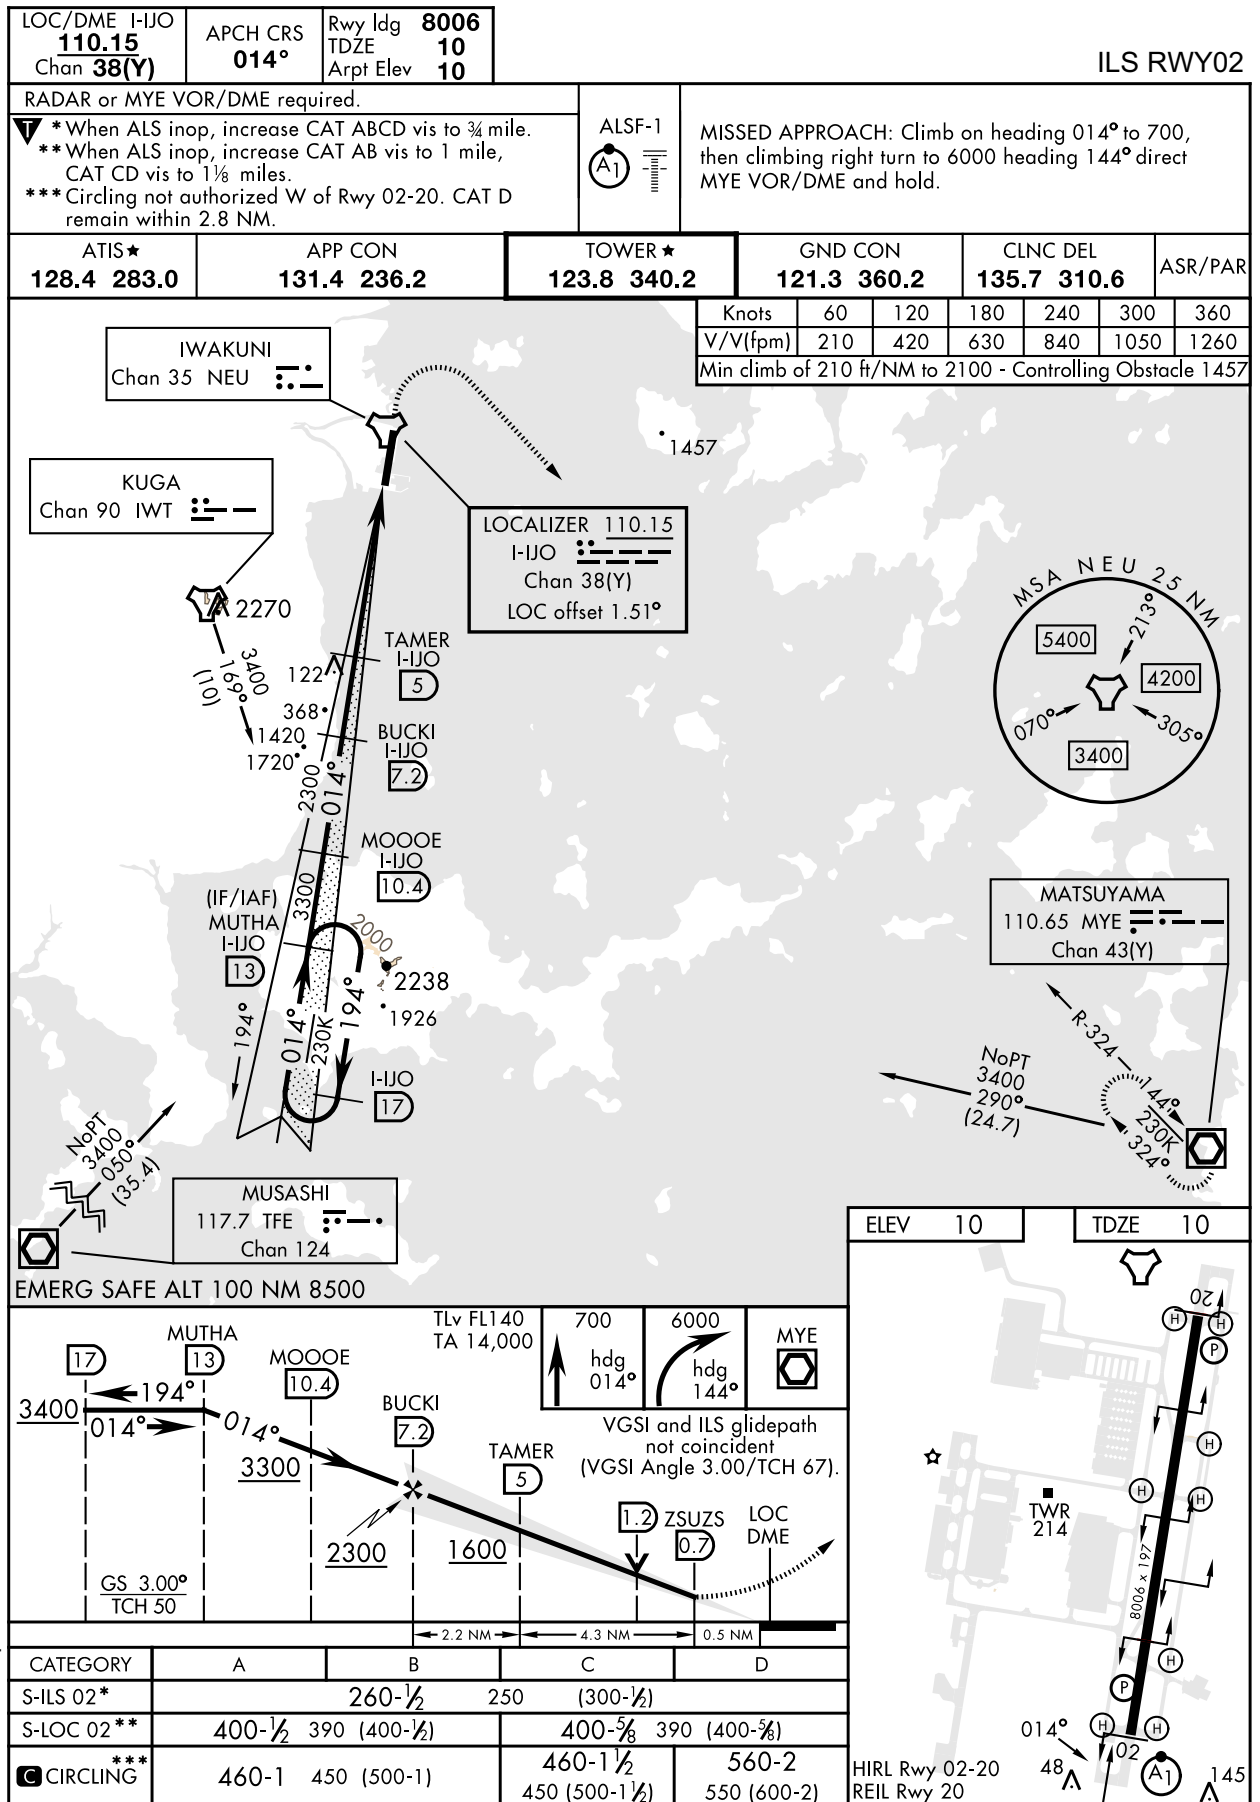 LOC/DME I-IJO
110.15
Chan 38(Y)
APCH CRS
014°
Rwy ldg 8006
TDZE 10
Arpt Elev 10
ILS RWY02
RADAR or MYE VOR/DME required.
T
* When ALS inop, increase CAT ABCD vis to ¾ mile.
** When ALS inop, increase CAT AB vis to 1 mile,
CAT CD vis to 1⅛ miles.
*** Circling not authorized W of Rwy 02-20. CAT D
remain within 2.8 NM.
ALSF-1
A1
MISSED APPROACH: Climb on heading 014° to 700,
then climbing right turn to 6000 heading 144° direct
MYE VOR/DME and hold.
ATIS★
128.4 283.0
APP CON
131.4 236.2
TOWER★
123.8 340.2
GND CON
121.3 360.2
CLNC DEL
135.7 310.6
ASR/PAR
Knots 60 120 180 240 300 360
V/V(fpm) 210 420 630 840 1050 1260
Min climb of 210 ft/NM to 2100 - Controlling Obstacle 1457
IWAKUNI
Chan 35 NEU
1457
KUGA
Chan 90 IWT
LOCALIZER 110.15
I-IJO
Chan 38(Y)
LOC offset 1.51°
2270
3400
169°
(10)
TAMER
I-IJO
5
122
368
1420
1720
BUCKI
I-IJO
7.2
2300
014°
MOOOE
I-IJO
10.4
3300
(IF/IAF)
MUTHA
I-IJO
13
2000
2238
1926
194°
014°
230K
194°
I-IJO
17
MSA NEU 25 NM
213°
5400
4200
070°
305°
3400
MATSUYAMA
110.65 MYE
Chan 43(Y)
R-324
NoPT
3400
290°
(24.7)
144°
230K
324°
NoPT
3400
050°
(35.4)
MUSASHI
117.7 TFE
Chan 124
EMERG SAFE ALT 100 NM 8500
ELEV 10
TDZE 10
20
H
H
P
H
H
H
TWR
214
8006 x 197
H
P
H
H
014°
02
48
A1
145
HIRL Rwy 02-20
REIL Rwy 20
TLv FL140
TA 14,000
700
hdg
014°
6000
hdg
144°
MYE
17
MUTHA
13
MOOOE
10.4
BUCKI
7.2
TAMER
5
194°
3400
014°
014°
3300
VGSI and ILS glidepath
not coincident
(VGSI Angle 3.00/TCH 67).
1.2
ZSUZS
0.7
LOC
DME
2300
1600
GS 3.00°
TCH 50
2.2 NM
4.3 NM
0.5 NM
CATEGORY A B C D
S-ILS 02* 260-½ 250 (300-½)
S-LOC 02** 400-½ 390 (400-½) 400-⅝ 390 (400-⅝)
C CIRCLING*** 460-1 450 (500-1)
460-1½
450 (500-1½)
560-2
550 (600-2)